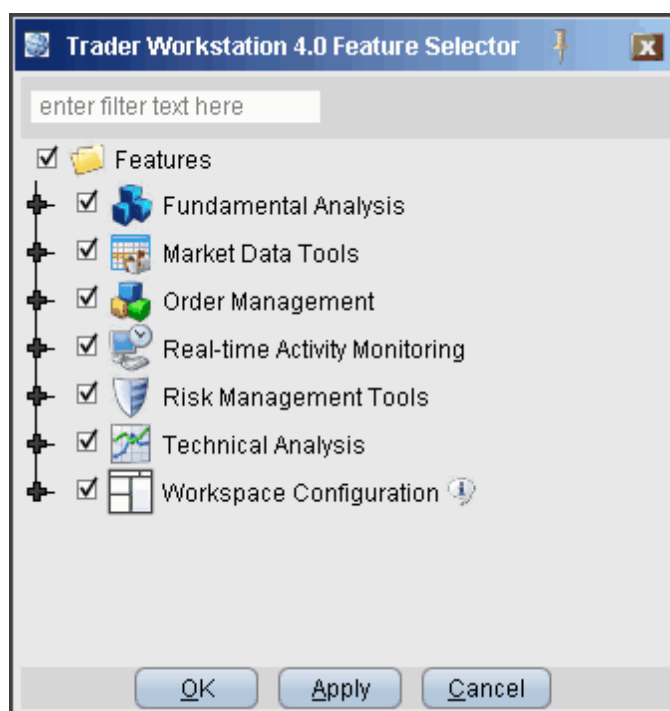 Trader Workstation 4.0 Feature Selector
enter filter text here
Features
Fundamental Analysis
Market Data Tools
Order Management
Real-time Activity Monitoring
Risk Management Tools
Technical Analysis
Workspace Configuration
OK Apply Cancel